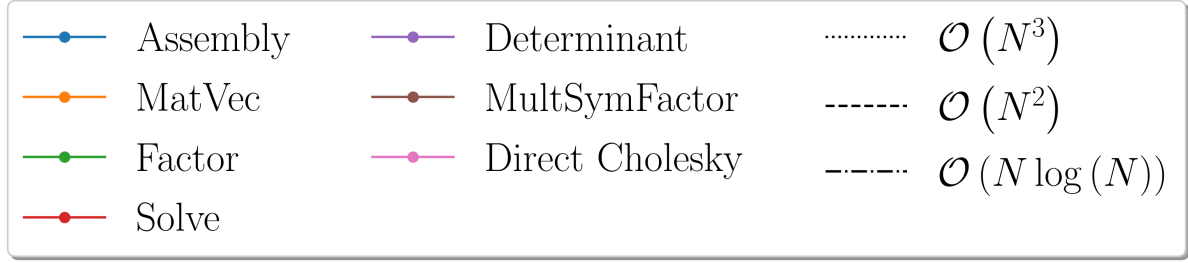 Assembly
MatVec
Factor
Solve
Determinant
MultSymFactor
Direct Cholesky
𝒪 (N³)
𝒪 (N²)
𝒪 (N log (N))